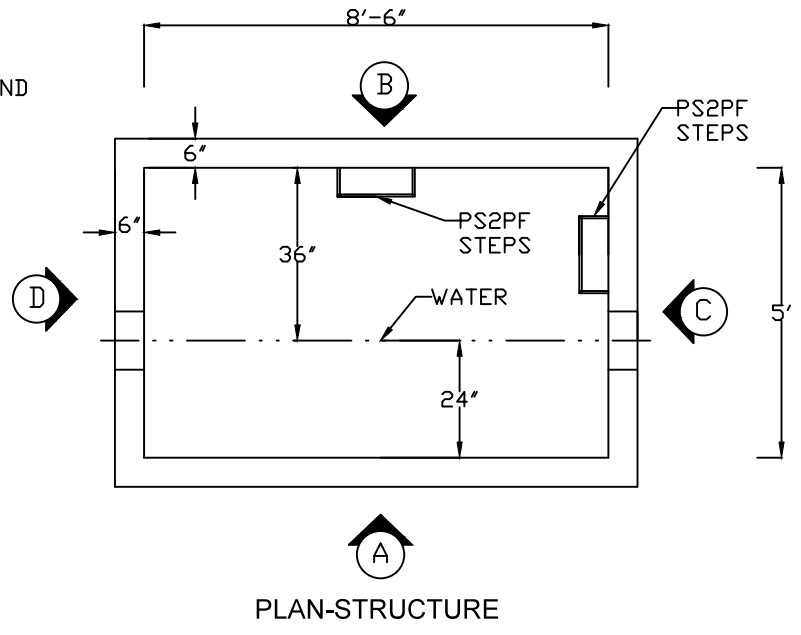 8'-6"
ND
B
PS2PF
STEPS
6"
6"
PS2PF
STEPS
36"
WATER
D
C
5'
24"
A
PLAN-STRUCTURE